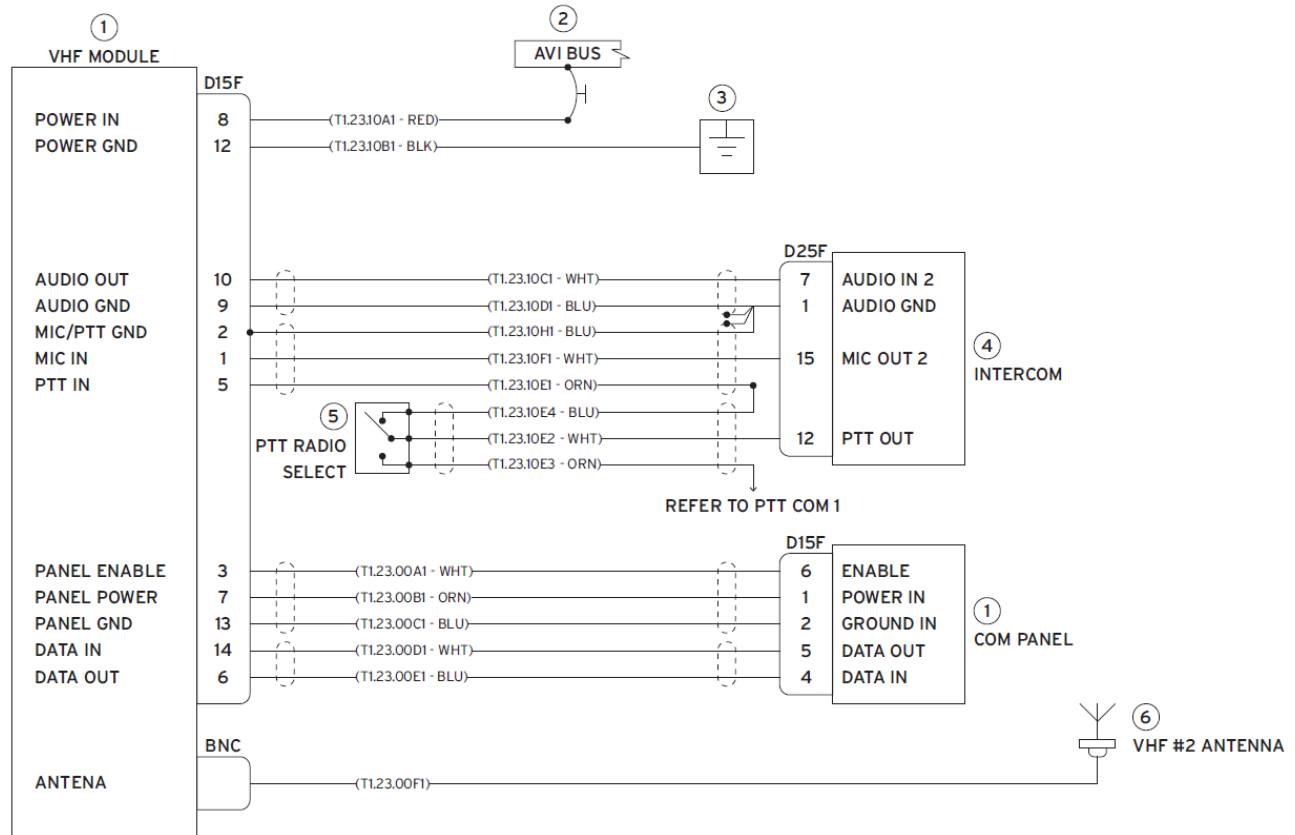 1
VHF MODULE
2
AVI BUS
D15F
3
POWER IN 8 (T1.23.10A1 - RED)
POWER GND 12 (T1.23.10B1 - BLK)
D25F
AUDIO OUT 10 (T1.23.10C1 - WHT) 7 AUDIO IN 2
AUDIO GND 9 (T1.23.10D1 - BLU) 1 AUDIO GND
MIC/PTT GND 2 (T1.23.10H1 - BLU)
MIC IN 1 (T1.23.10F1 - WHT) 15 MIC OUT 2
4
INTERCOM
PTT IN 5 (T1.23.10E1 - ORN)
5
PTT RADIO
SELECT
(T1.23.10E4 - BLU)
(T1.23.10E2 - WHT) 12 PTT OUT
(T1.23.10E3 - ORN)
REFER TO PTT COM 1
D15F
PANEL ENABLE 3 (T1.23.00A1 - WHT) 6 ENABLE
PANEL POWER 7 (T1.23.00B1 - ORN) 1 POWER IN
PANEL GND 13 (T1.23.00C1 - BLU) 2 GROUND IN
1
COM PANEL
DATA IN 14 (T1.23.00D1 - WHT) 5 DATA OUT
DATA OUT 6 (T1.23.00E1 - BLU) 4 DATA IN
6
VHF #2 ANTENNA
BNC
ANTENA (T1.23.00F1)